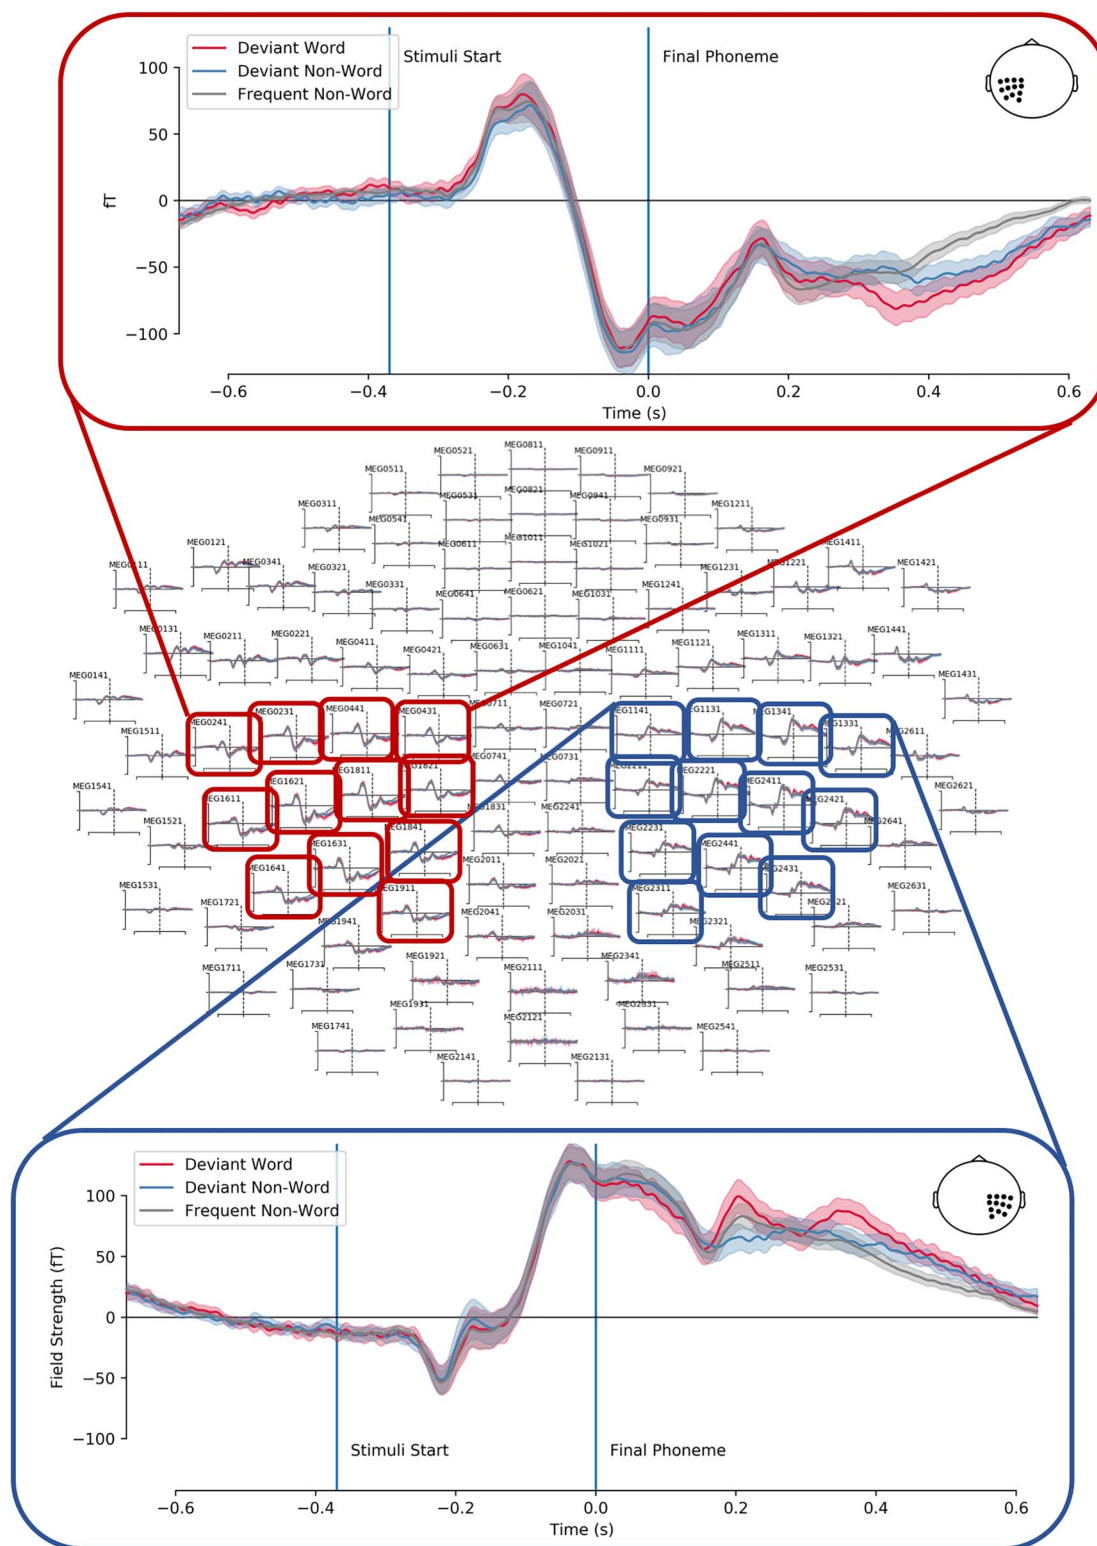 Deviant Word
Deviant Non-Word
Frequent Non-Word
Stimuli Start
Final Phoneme
100
50
0
−50
−100
fT
−0.6
−0.4
−0.2
0.0
0.2
0.4
0.6
Time (s)
MEG0811
MEG0521
MEG0911
MEG0511
MEG0921
MEG0531
MEG0821
MEG0941
MEG0311
MEG1211
MEG0541
MEG0931
MEG0121
MEG0611
MEG1011
MEG1021
MEG1411
MEG0341
MEG0321
MEG1231
MEG1421
MEG0331
MEG0641
MEG0621
MEG1031
MEG1241
MEG0211
MEG0221
MEG0411
MEG0421
MEG0631
MEG1041
MEG1111
MEG1121
MEG1311
MEG1321
MEG1441
MEG0141
MEG1431
MEG0231
MEG0441
MEG0431
MEG0721
MEG1141
MEG1511
MEG0741
MEG0731
MEG2221
MEG2411
MEG1541
MEG1611
MEG2241
MEG2621
MEG1521
MEG1631
MEG2231
MEG2441
MEG1641
MEG2011
MEG2021
MEG1531
MEG2311
MEG2631
MEG1721
MEG2041
MEG2031
MEG2321
MEG1941
MEG1921
MEG2341
MEG1711
MEG1731
MEG2111
MEG2511
MEG2531
MEG1931
MEG2121
MEG1741
MEG2541
MEG2141
MEG2131
Deviant Word
Deviant Non-Word
Frequent Non-Word
100
50
0
−50
−100
Field Strength (fT)
Stimuli Start
Final Phoneme
−0.6
−0.4
−0.2
0.0
0.2
0.4
0.6
Time (s)